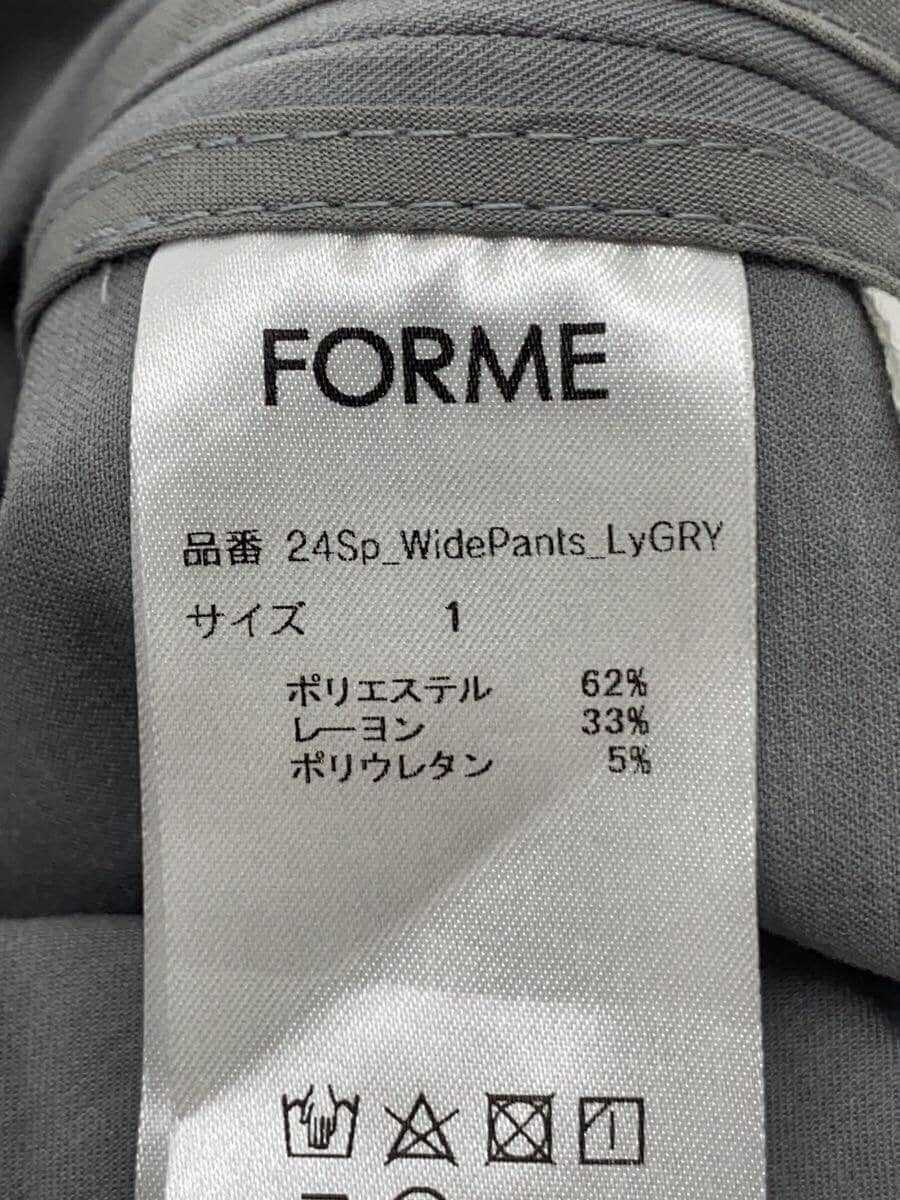 FORME
品番 24Sp_WidePants_LyGRY
サイズ 1
ポリエステル 62%
レーヨン 33%
ポリウレタン 5%